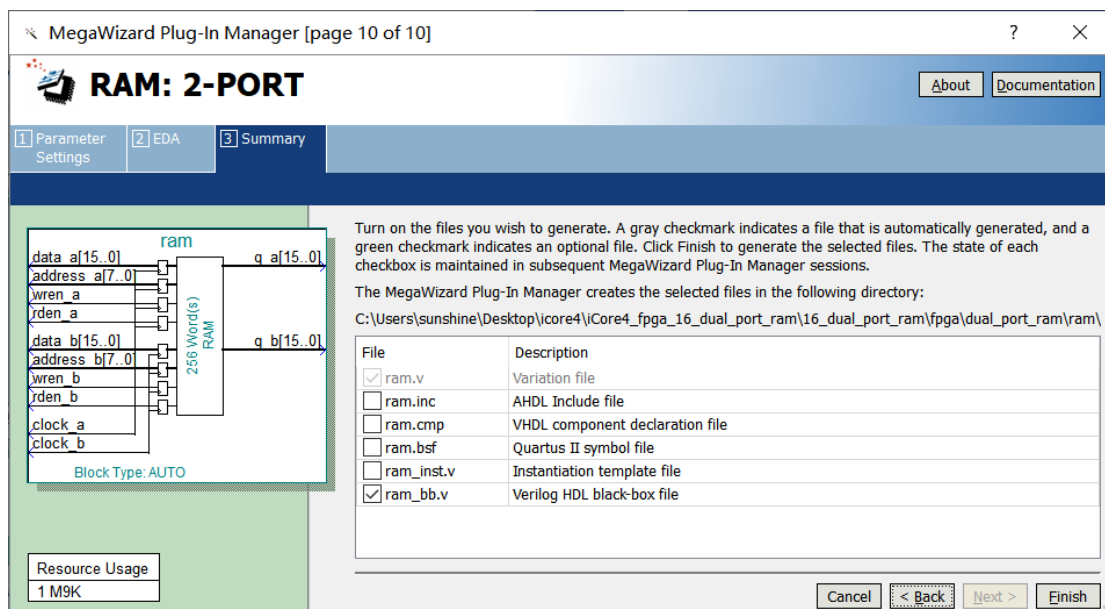 MegaWizard Plug-In Manager [page 10 of 10]
?
RAM: 2-PORT
About
Documentation
1 Parameter Settings
2 EDA
3 Summary
ram
data_a[15..0]
address_a[7..0]
wren_a
rden_a
data_b[15..0]
address_b[7..0]
wren_b
rden_b
clock_a
clock_b
q_a[15..0]
q_b[15..0]
256 Word(s)
RAM
Block Type: AUTO
Resource Usage
1 M9K
Turn on the files you wish to generate. A gray checkmark indicates a file that is automatically generated, and a
green checkmark indicates an optional file. Click Finish to generate the selected files. The state of each
checkbox is maintained in subsequent MegaWizard Plug-In Manager sessions.
The MegaWizard Plug-In Manager creates the selected files in the following directory:
C:\Users\sunshine\Desktop\icore4\iCore4_fpga_16_dual_port_ram\16_dual_port_ram\fpga\dual_port_ram\ram\
File Description
ram.v Variation file
ram.inc AHDL Include file
ram.cmp VHDL component declaration file
ram.bsf Quartus II symbol file
ram_inst.v Instantiation template file
ram_bb.v Verilog HDL black-box file
Cancel
< Back
Next >
Finish